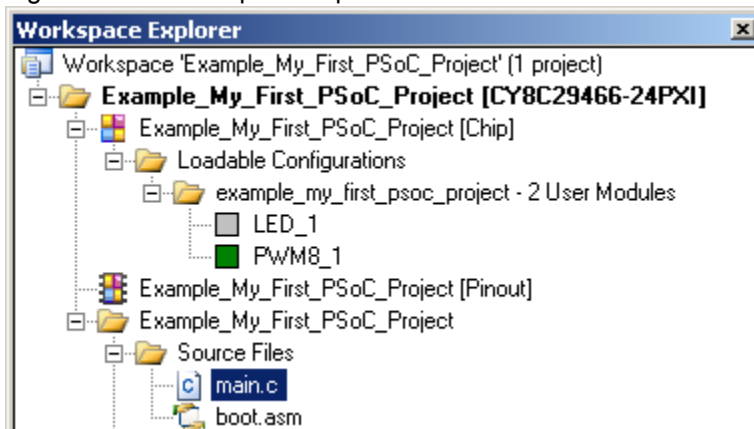 Workspace Explorer
Workspace 'Example_My_First_PSoC_Project' (1 project)
Example_My_First_PSoC_Project [CY8C29466-24PXI]
Example_My_First_PSoC_Project [Chip]
Loadable Configurations
example_my_first_psoc_project - 2 User Modules
LED_1
PWM8_1
Example_My_First_PSoC_Project [Pinout]
Example_My_First_PSoC_Project
Source Files
main.c
boot.asm